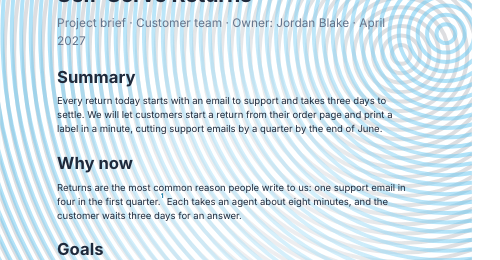 Self-Serve Returns
Project brief · Customer team · Owner: Jordan Blake · April
2027
Summary
Every return today starts with an email to support and takes three days to
settle. We will let customers start a return from their order page and print a
label in a minute, cutting support emails by a quarter by the end of June.
Why now
Returns are the most common reason people write to us: one support email in
four in the first quarter.¹ Each takes an agent about eight minutes, and the
customer waits three days for an answer.
Goals